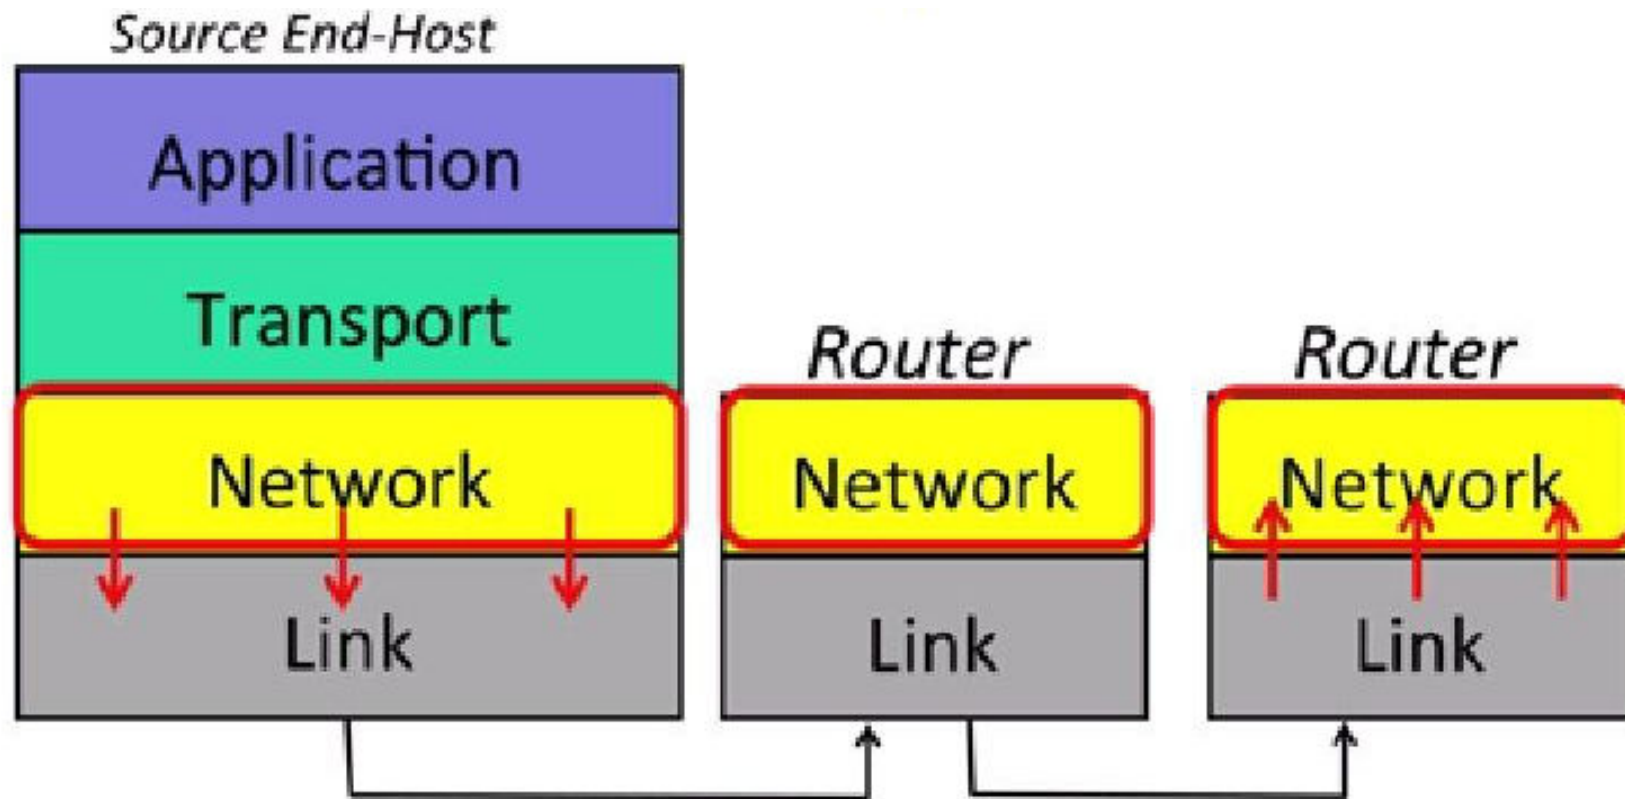 Source End-Host
Application
Transport
Network
Link
Router
Network
Link
Router
Network
Link